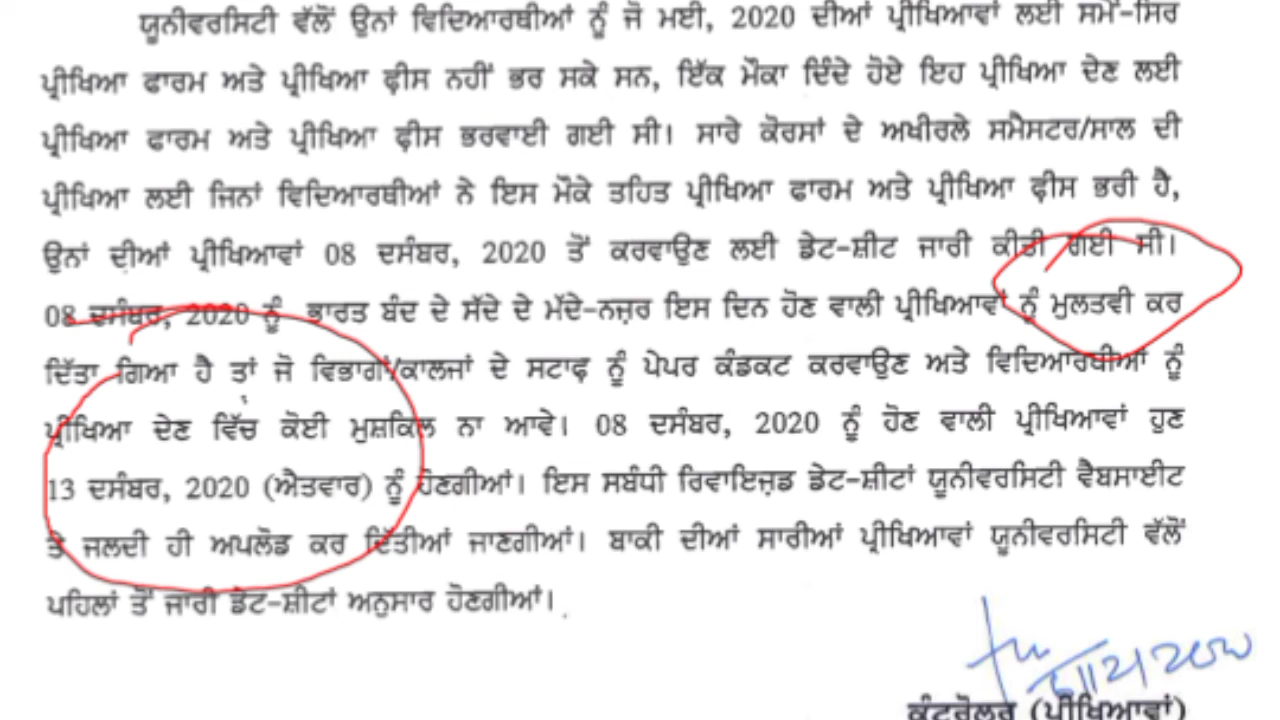 ਯੂਨੀਵਰਸਿਟੀ ਵੱਲੋਂ ਉਨਾਂ ਵਿਦਿਆਰਥੀਆਂ ਨੂੰ ਜੋ ਮਈ, 2020 ਦੀਆਂ ਪ੍ਰੀਖਿਆਵਾਂ ਲਈ ਸਮੇਂ-ਸਿਰ
ਪ੍ਰੀਖਿਆ ਫਾਰਮ ਅਤੇ ਪ੍ਰੀਖਿਆ ਫ਼ੀਸ ਨਹੀਂ ਭਰ ਸਕੇ ਸਨ, ਇੱਕ ਮੌਕਾ ਦਿੰਦੇ ਹੋਏ ਇਹ ਪ੍ਰੀਖਿਆ ਦੇਣ ਲਈ
ਪ੍ਰੀਖਿਆ ਫਾਰਮ ਅਤੇ ਪ੍ਰੀਖਿਆ ਫ਼ੀਸ ਭਰਵਾਈ ਗਈ ਸੀ। ਸਾਰੇ ਕੋਰਸਾਂ ਦੇ ਅਖੀਰਲੇ ਸਮੈਸਟਰ/ਸਾਲ ਦੀ
ਪ੍ਰੀਖਿਆ ਲਈ ਜਿਨਾਂ ਵਿਦਿਆਰਥੀਆਂ ਨੇ ਇਸ ਮੌਕੇ ਤਹਿਤ ਪ੍ਰੀਖਿਆ ਫਾਰਮ ਅਤੇ ਪ੍ਰੀਖਿਆ ਫ਼ੀਸ ਭਰੀ ਹੈ,
ਉਨਾਂ ਦੀਆਂ ਪ੍ਰੀਖਿਆਵਾਂ 08 ਦਸੰਬਰ, 2020 ਤੋਂ ਕਰਵਾਉਣ ਲਈ ਡੇਟ-ਸ਼ੀਟ ਜਾਰੀ ਕੀਤੀ ਗਈ ਸੀ।
08 ਦਸੰਬਰ, 2020 ਨੂੰ ਭਾਰਤ ਬੰਦ ਦੇ ਸੱਦੇ ਦੇ ਮੱਦੇ-ਨਜ਼ਰ ਇਸ ਦਿਨ ਹੋਣ ਵਾਲੀ ਪ੍ਰੀਖਿਆਵਾਂ ਨੂੰ ਮੁਲਤਵੀ ਕਰ
ਦਿੱਤਾ ਗਿਆ ਹੈ ਤਾਂ ਜੋ ਵਿਭਾਗਾਂ/ਕਾਲਜਾਂ ਦੇ ਸਟਾਫ਼ ਨੂੰ ਪੇਪਰ ਕੰਡਕਟ ਕਰਵਾਉਣ ਅਤੇ ਵਿਦਿਆਰਥੀਆਂ ਨੂੰ
ਪ੍ਰੀਖਿਆ ਦੇਣ ਵਿੱਚ ਕੋਈ ਮੁਸ਼ਕਿਲ ਨਾ ਆਵੇ। 08 ਦਸੰਬਰ, 2020 ਨੂੰ ਹੋਣ ਵਾਲੀ ਪ੍ਰੀਖਿਆਵਾਂ ਹੁਣ
13 ਦਸੰਬਰ, 2020 (ਐਤਵਾਰ) ਨੂੰ ਹੋਣਗੀਆਂ। ਇਸ ਸਬੰਧੀ ਰਿਵਾਇਜ਼ਡ ਡੇਟ-ਸ਼ੀਟਾਂ ਯੂਨੀਵਰਸਿਟੀ ਵੈਬਸਾਈਟ
ਤੇ ਜਲਦੀ ਹੀ ਅਪਲੋਡ ਕਰ ਦਿੱਤੀਆਂ ਜਾਣਗੀਆਂ। ਬਾਕੀ ਦੀਆਂ ਸਾਰੀਆਂ ਪ੍ਰੀਖਿਆਵਾਂ ਯੂਨੀਵਰਸਿਟੀ ਵੱਲੋਂ
ਪਹਿਲਾਂ ਤੋਂ ਜਾਰੀ ਡੇਟ-ਸ਼ੀਟਾਂ ਅਨੁਸਾਰ ਹੋਣਗੀਆਂ।
ਕੰਟਰੋਲਰ (ਪ੍ਰੀਖਿਆਵਾਂ)